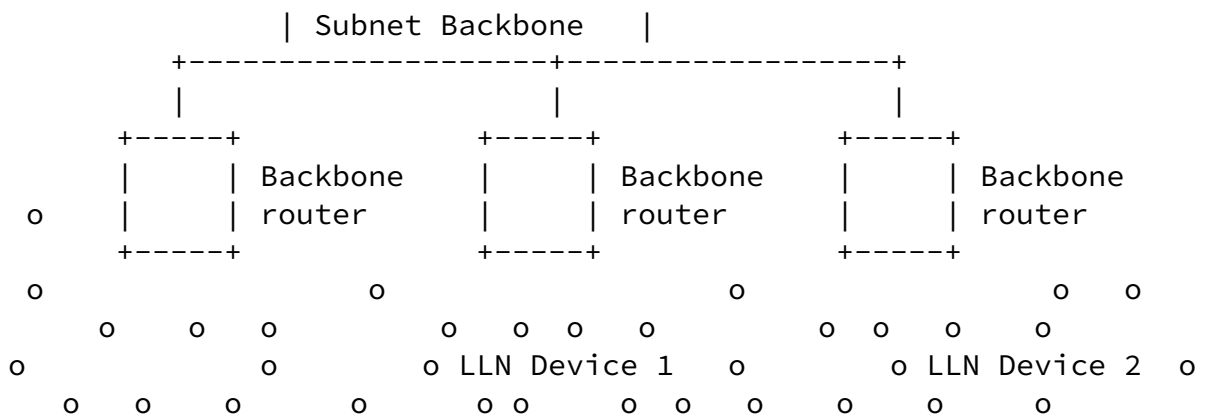 | Subnet Backbone |
+--------------------+------------------+
| | |
+-----+ +-----+ +-----+
| | Backbone | | Backbone | | Backbone
o | | router | | router | | router
+-----+ +-----+ +-----+
o o o o o
o o o o o o o o o o o
o o o LLN Device 1 o o LLN Device 2 o
o o o o o o o o o o o o